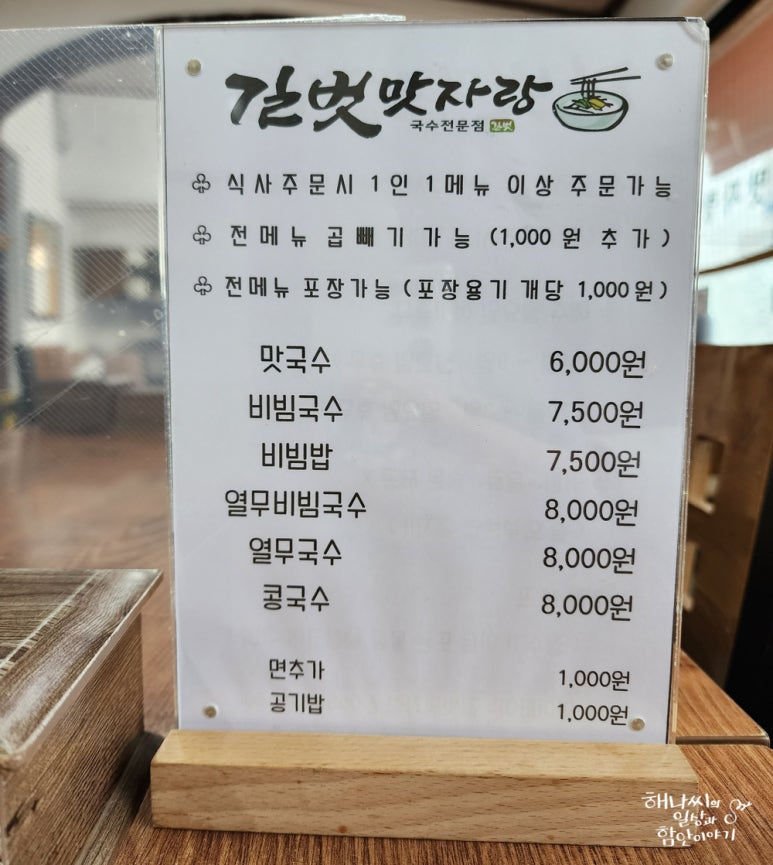 길벗맛자랑
국수전문점 길벗
♧ 식사주문시 1인 1메뉴 이상 주문가능
♧ 전메뉴 곱빼기 가능 (1,000원 추가)
♧ 전메뉴 포장가능 (포장용기 개당 1,000원)
맛국수 6,000원
비빔국수 7,500원
비빔밥 7,500원
열무비빔국수 8,000원
열무국수 8,000원
콩국수 8,000원
면추가 1,000원
공기밥 1,000원
해나씨의
일상과
함안이야기